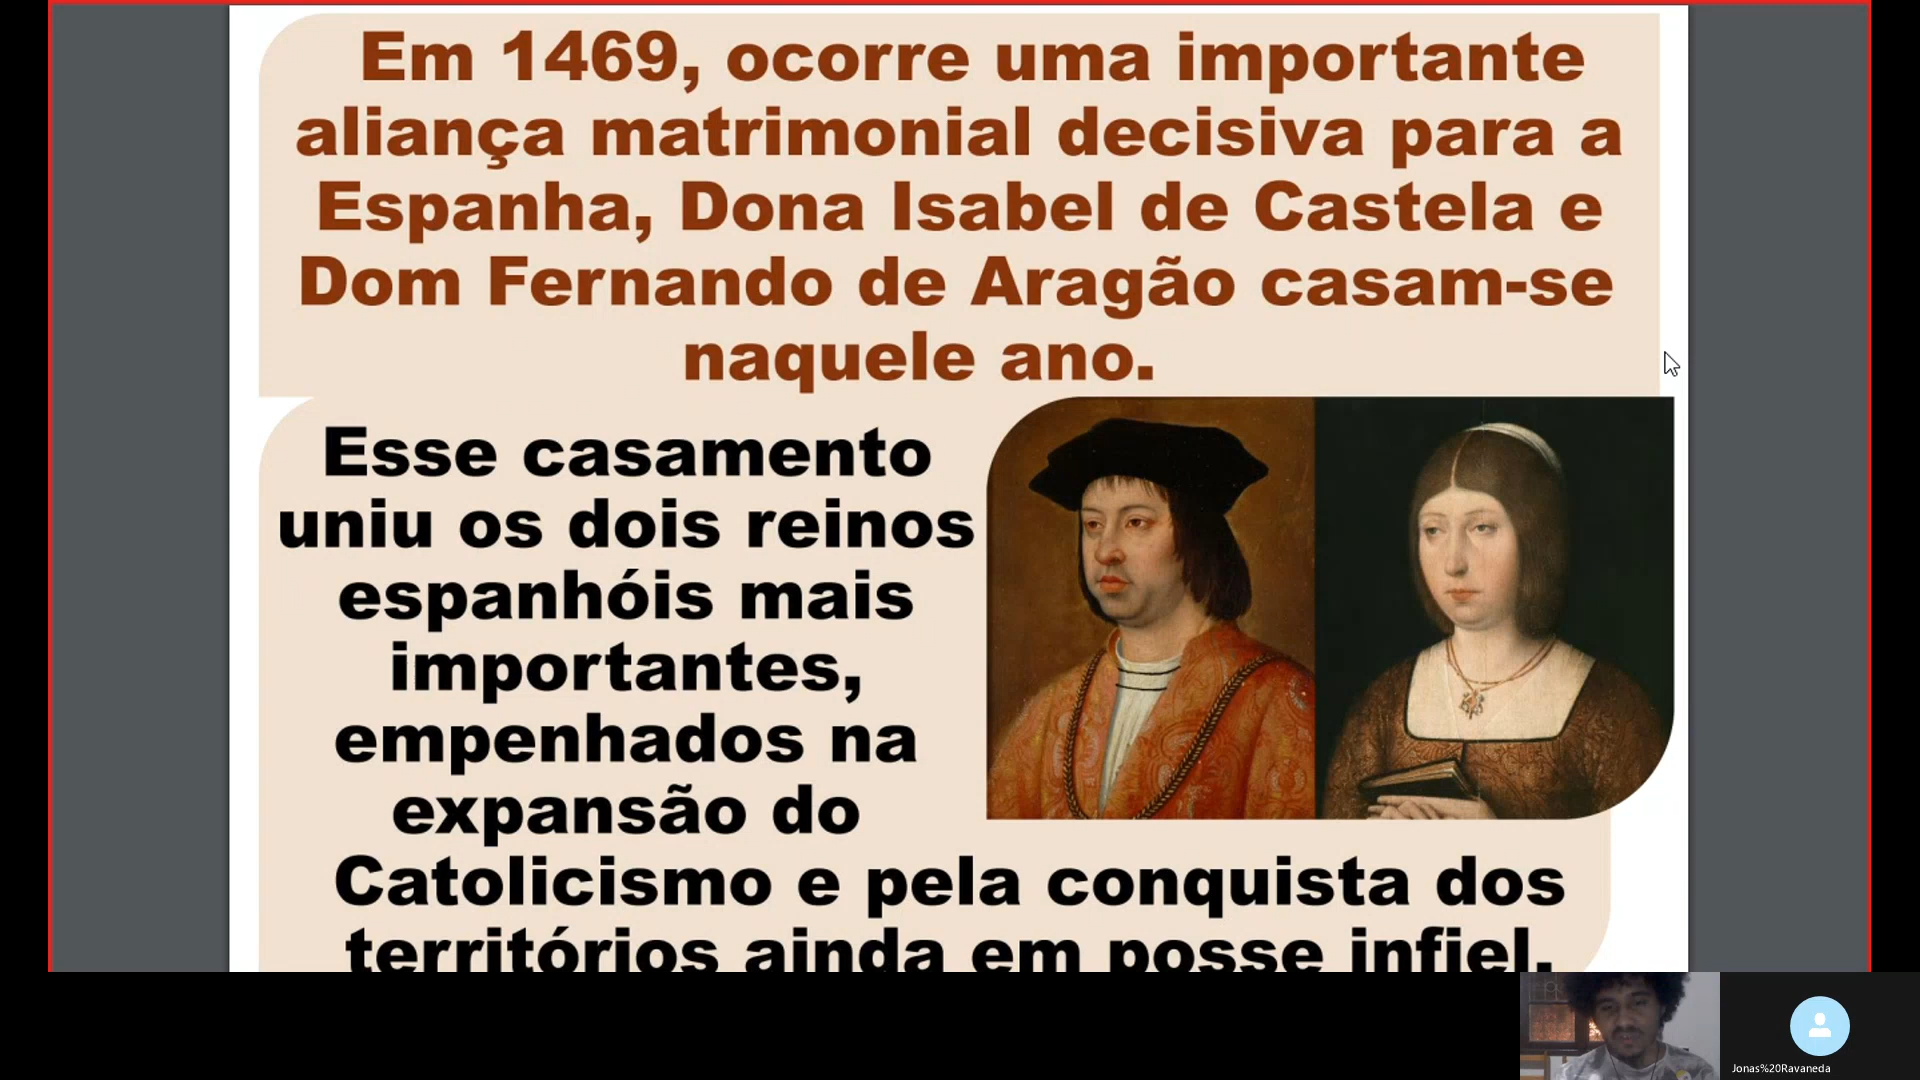 Em 1469, ocorre uma importante
aliança matrimonial decisiva para a
Espanha, Dona Isabel de Castela e
Dom Fernando de Aragão casam-se
naquele ano.
Esse casamento
uniu os dois reinos
espanhóis mais
importantes,
empenhados na
expansão do
Catolicismo e pela conquista dos
territórios ainda em posse infiel.
Jonas%20Ravaneda